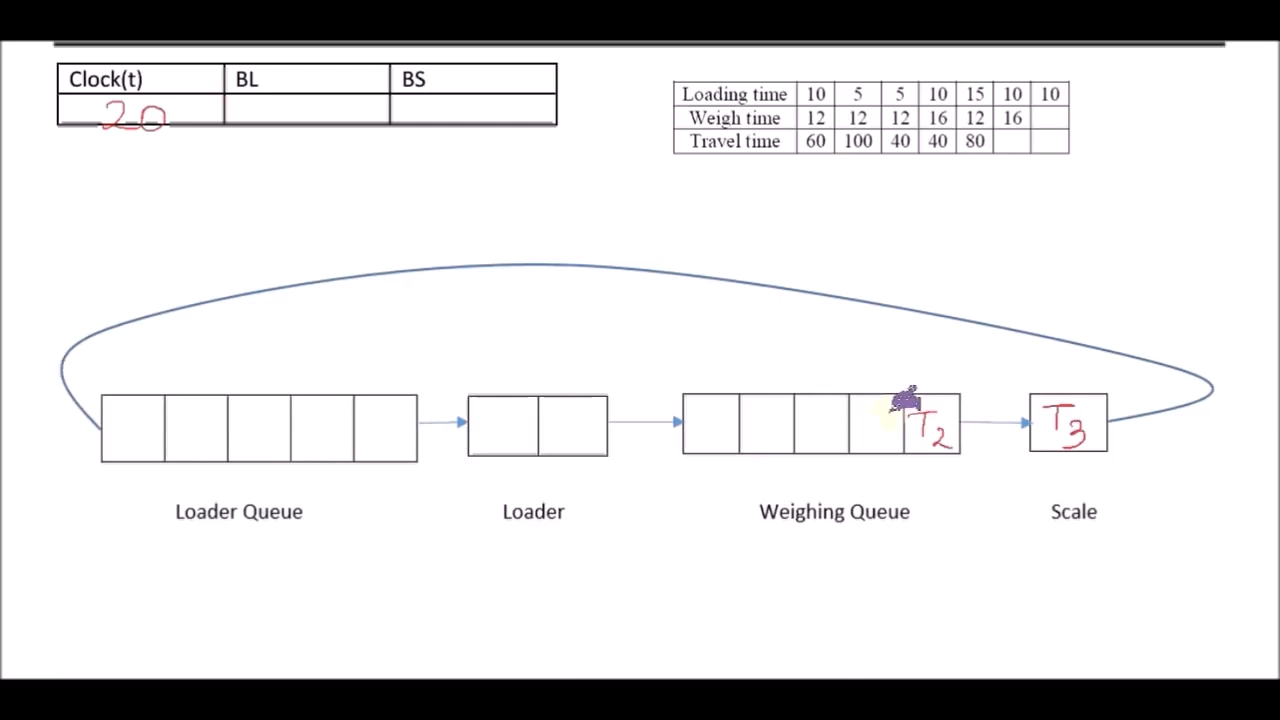 Clock(t) BL BS
20
Loading time 10 5 5 10 15 10 10
Weigh time 12 12 12 16 12 16
Travel time 60 100 40 40 80
T2 T3
Loader Queue Loader Weighing Queue Scale